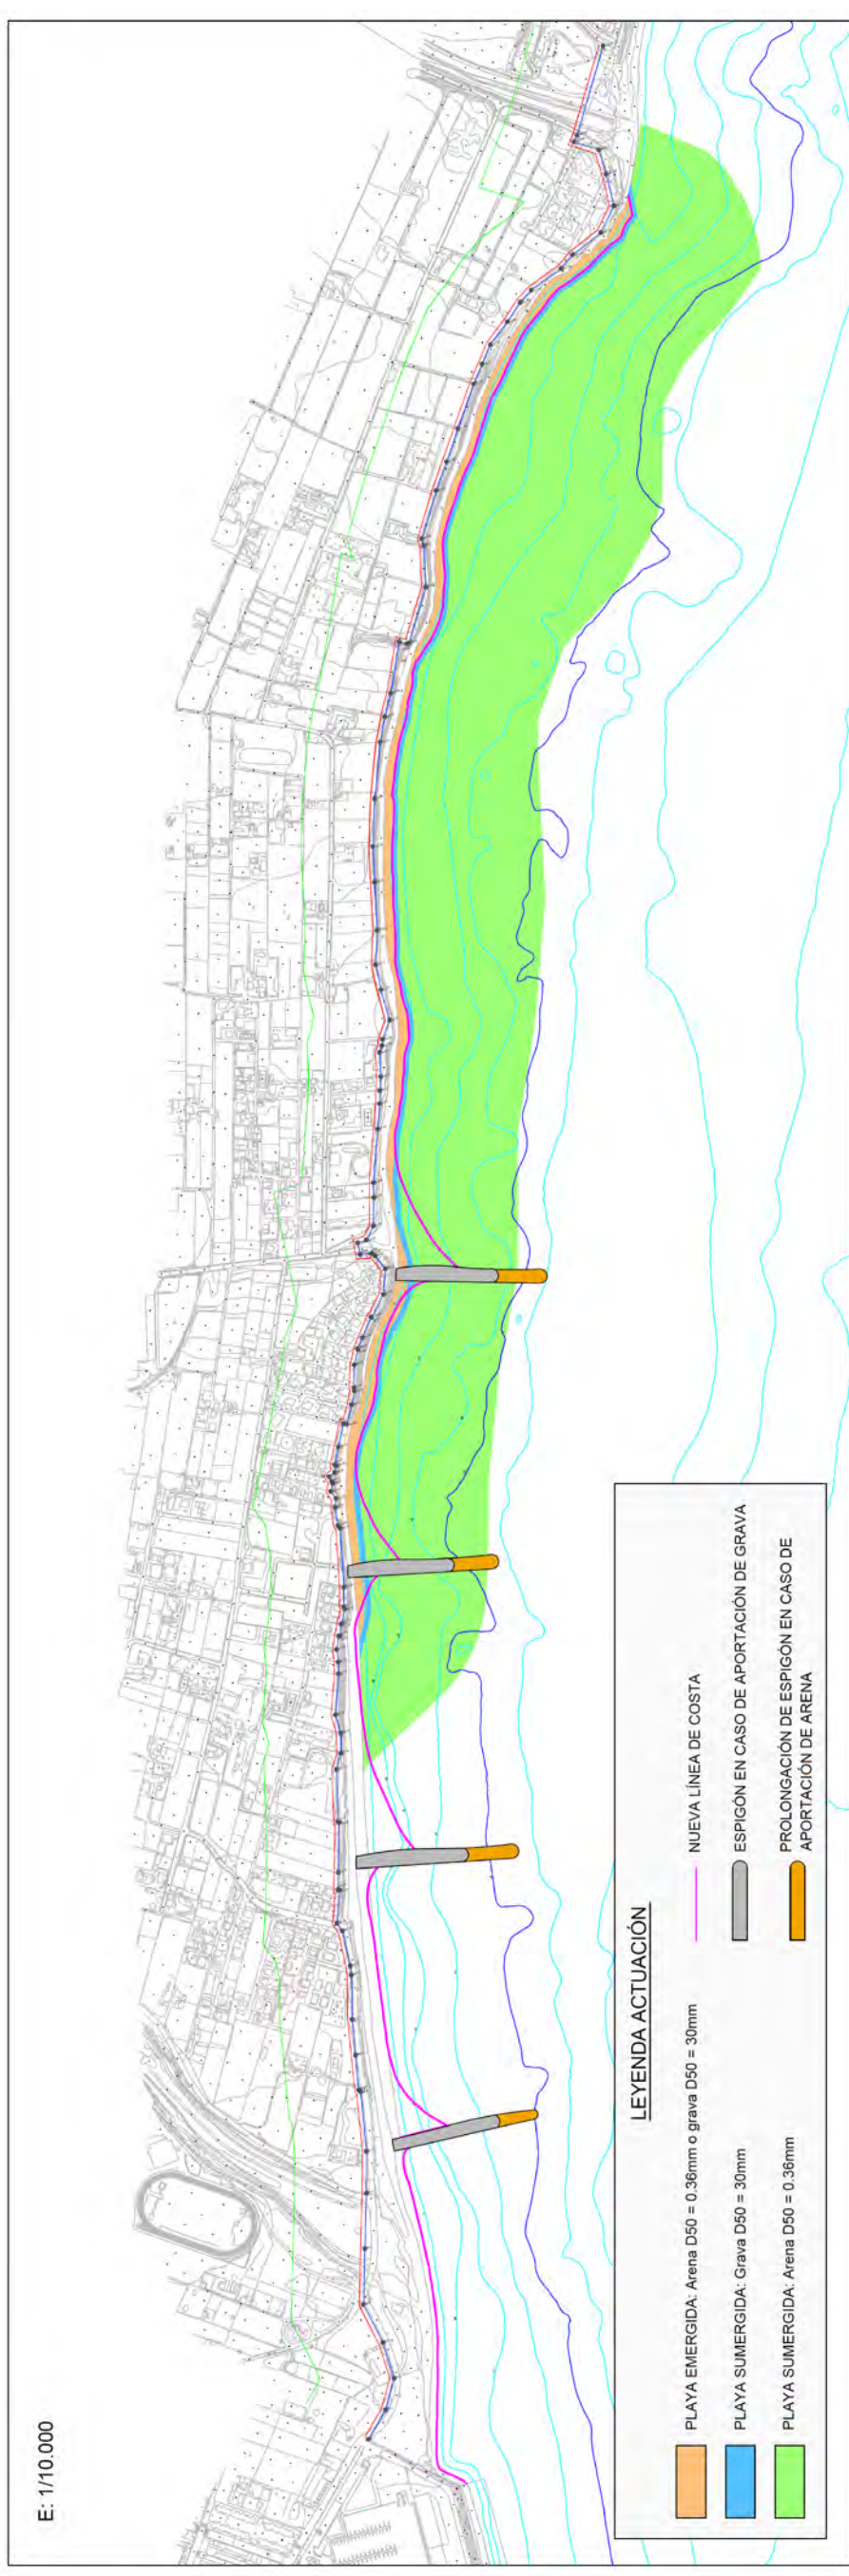 E: 1/10.000
LEYENDA ACTUACIÓN
PLAYA EMERGIDA: Arena D50 = 0.36mm o grava D50 = 30mm
PLAYA SUMERGIDA: Grava D50 = 30mm
PLAYA SUMERGIDA: Arena D50 = 0.36mm
NUEVA LÍNEA DE COSTA
ESPIGÓN EN CASO DE APORTACIÓN DE GRAVA
PROLONGACIÓN DE ESPIGÓN EN CASO DE
APORTACIÓN DE ARENA